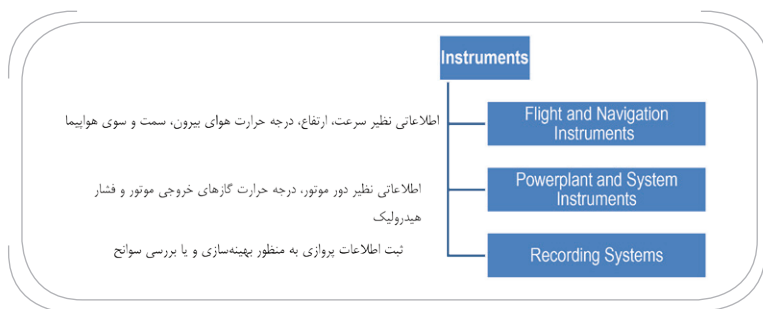 Instruments
Flight and Navigation
Instruments
اطلاعاتی نظیر سرعت، ارتفاع، درجه حرارت هوای بیرون، سمت و سوی هواپیما
Powerplant and System
Instruments
اطلاعاتی نظیر دور موتور، درجه حرارت گازهای خروجی موتور و فشار
هیدرولیک
Recording Systems
ثبت اطلاعات پروازی به منظور بهینه‌سازی و یا بررسی سوانح